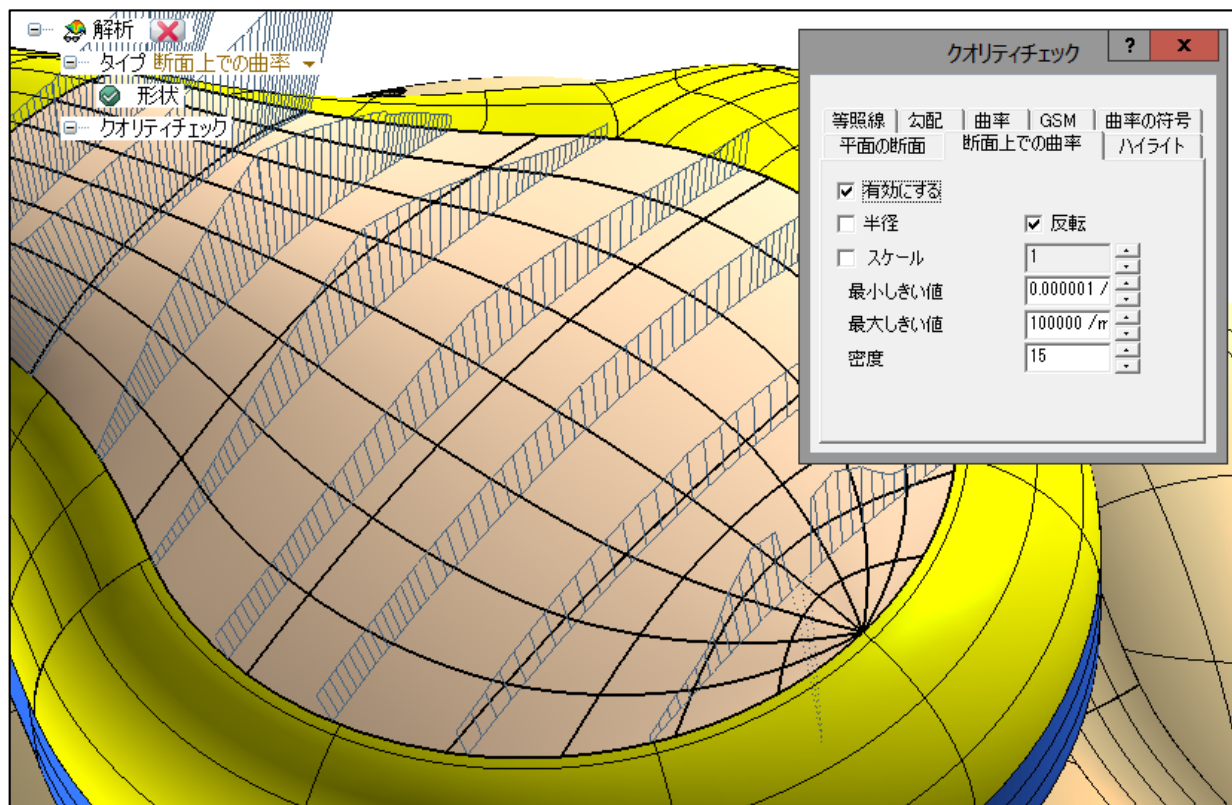 解析
タイプ 断面上での曲率
形状
クオリティチェック
クオリティチェック
?
x
等照線
勾配
曲率
GSM
曲率の符号
平面の断面
断面上での曲率
ハイライト
有効にする
半径
反転
スケール
1
最小しきい値
0.000001 /
最大しきい値
100000 /m
密度
15